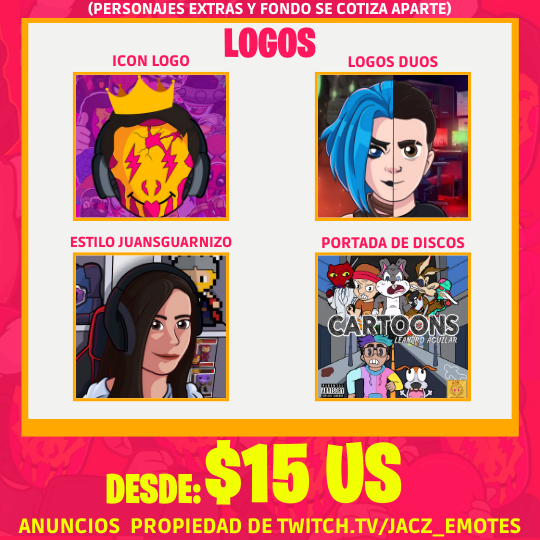 (PERSONAJES EXTRAS Y FONDO SE COTIZA APARTE)
LOGOS
ICON LOGO
LOGOS DUOS
ESTILO JUANSGUARNIZO
PORTADA DE DISCOS
CARTOONS
LEANDRO AGUILAR
DESDE: $15 US
ANUNCIOS PROPIEDAD DE TWITCH.TV/JACZ_EMOTES